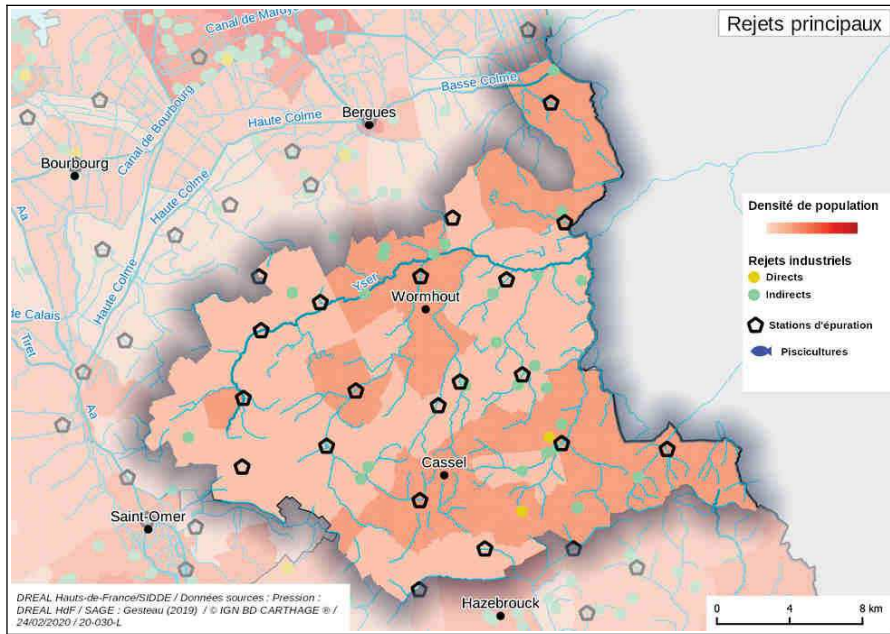 Rejets principaux
Canal de Mardy
Basse Colme
Haute Colme
Bergues
Canal de Bourbourg
Bourbourg
Haute Colme
Aa
Yser
Wormhout
Haute Colme
de Calais
Tiret
Aa
Cassel
Saint-Omer
Hazebrouck
Densité de population
Rejets industriels
Directs
Indirects
Stations d'épuration
Piscicultures
DREAL Hauts-de-France/SIDDE / Données sources : Pression :
DREAL HdF / SAGE : Gesteau (2019) / © IGN BD CARTHAGE ® /
24/02/2020 / 20-030-L
0 4 8 km